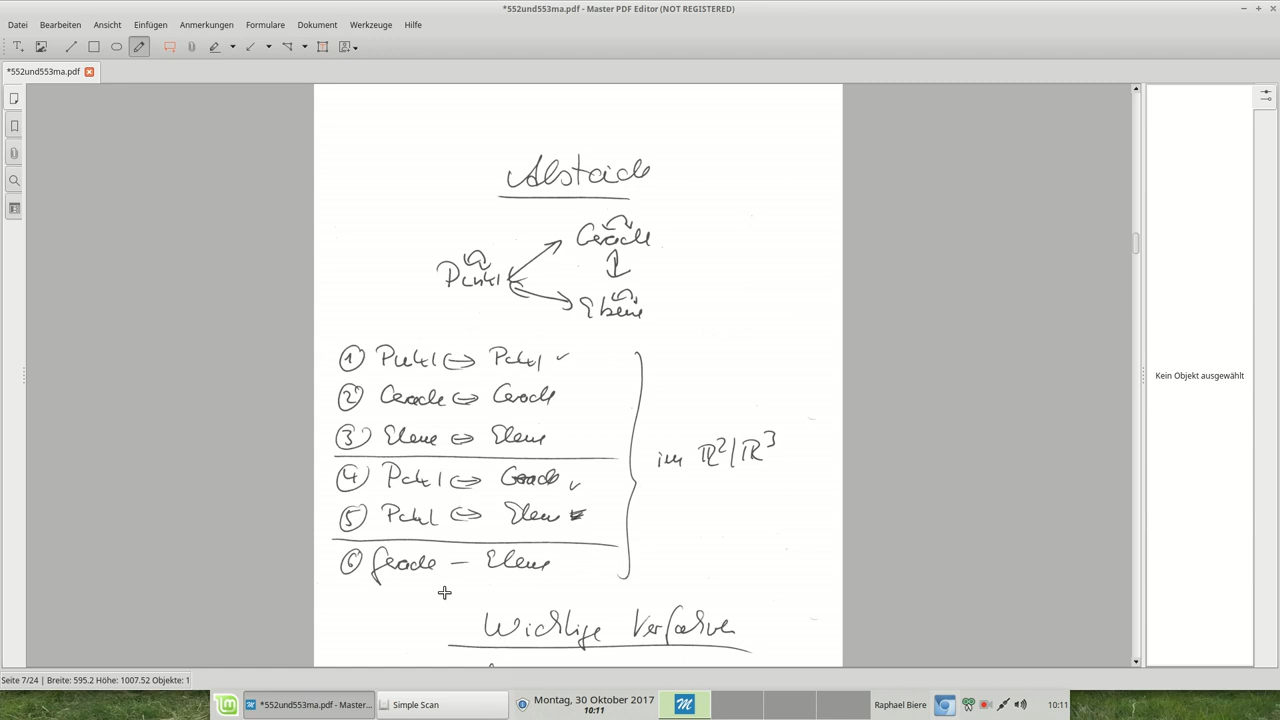 *552und553ma.pdf - Master PDF Editor (NOT REGISTERED)
Datei Bearbeiten Ansicht Einfügen Anmerkungen Formulare Dokument Werkzeuge Hilfe
*552und553ma.pdf
Abstände
Gerade
Punkt
Ebene
① Punkt ⇔ Punkt ✓
② Gerade ⇔ Gerade
③ Ebene ⇔ Ebene
④ Punkt ⇔ Gerade ✓
⑤ Punkt ⇔ Ebene
⑥ Gerade – Ebene
im ℝ²/ℝ³
Wichtige Verfahren
Kein Objekt ausgewählt
Seite 7/24 | Breite: 595.2 Höhe: 1007.52 Objekte: 1
*552und553ma.pdf - Master...
Simple Scan
Montag, 30 Oktober 2017
10:11
Raphael Biere
10:11